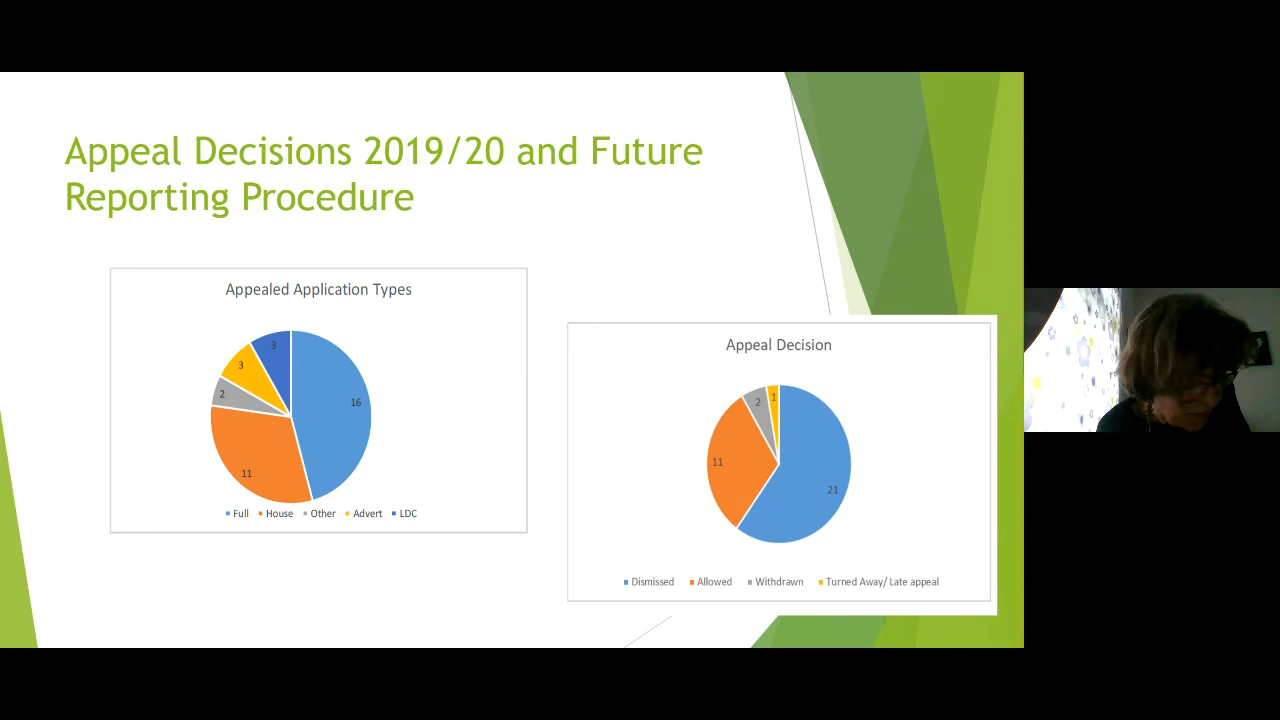 Appeal Decisions 2019/20 and Future
Reporting Procedure
Appealed Application Types
3
3
2
16
11
Full House Other Advert LDC
Appeal Decision
2
1
11
21
Dismissed Allowed Withdrawn Turned Away/ Late appeal